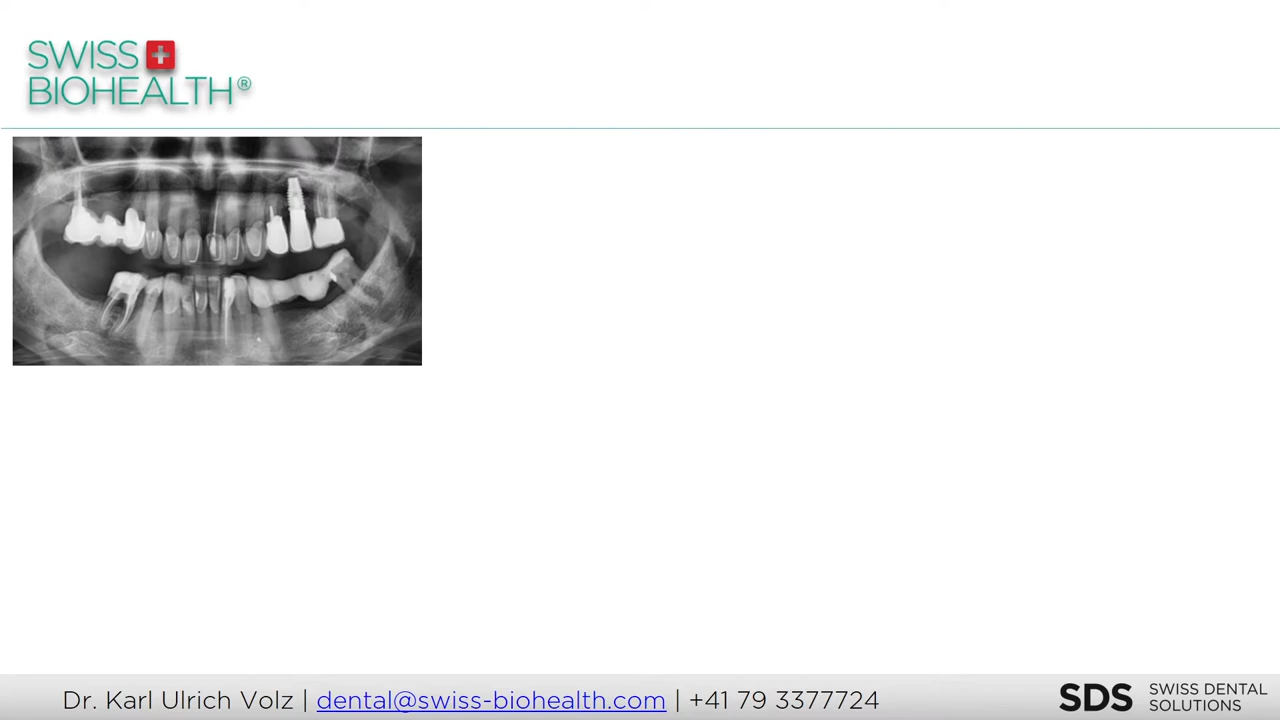 SWISS
BIOHEALTH®
Dr. Karl Ulrich Volz | dental@swiss-biohealth.com | +41 79 3377724
SDS SWISS DENTAL
SOLUTIONS